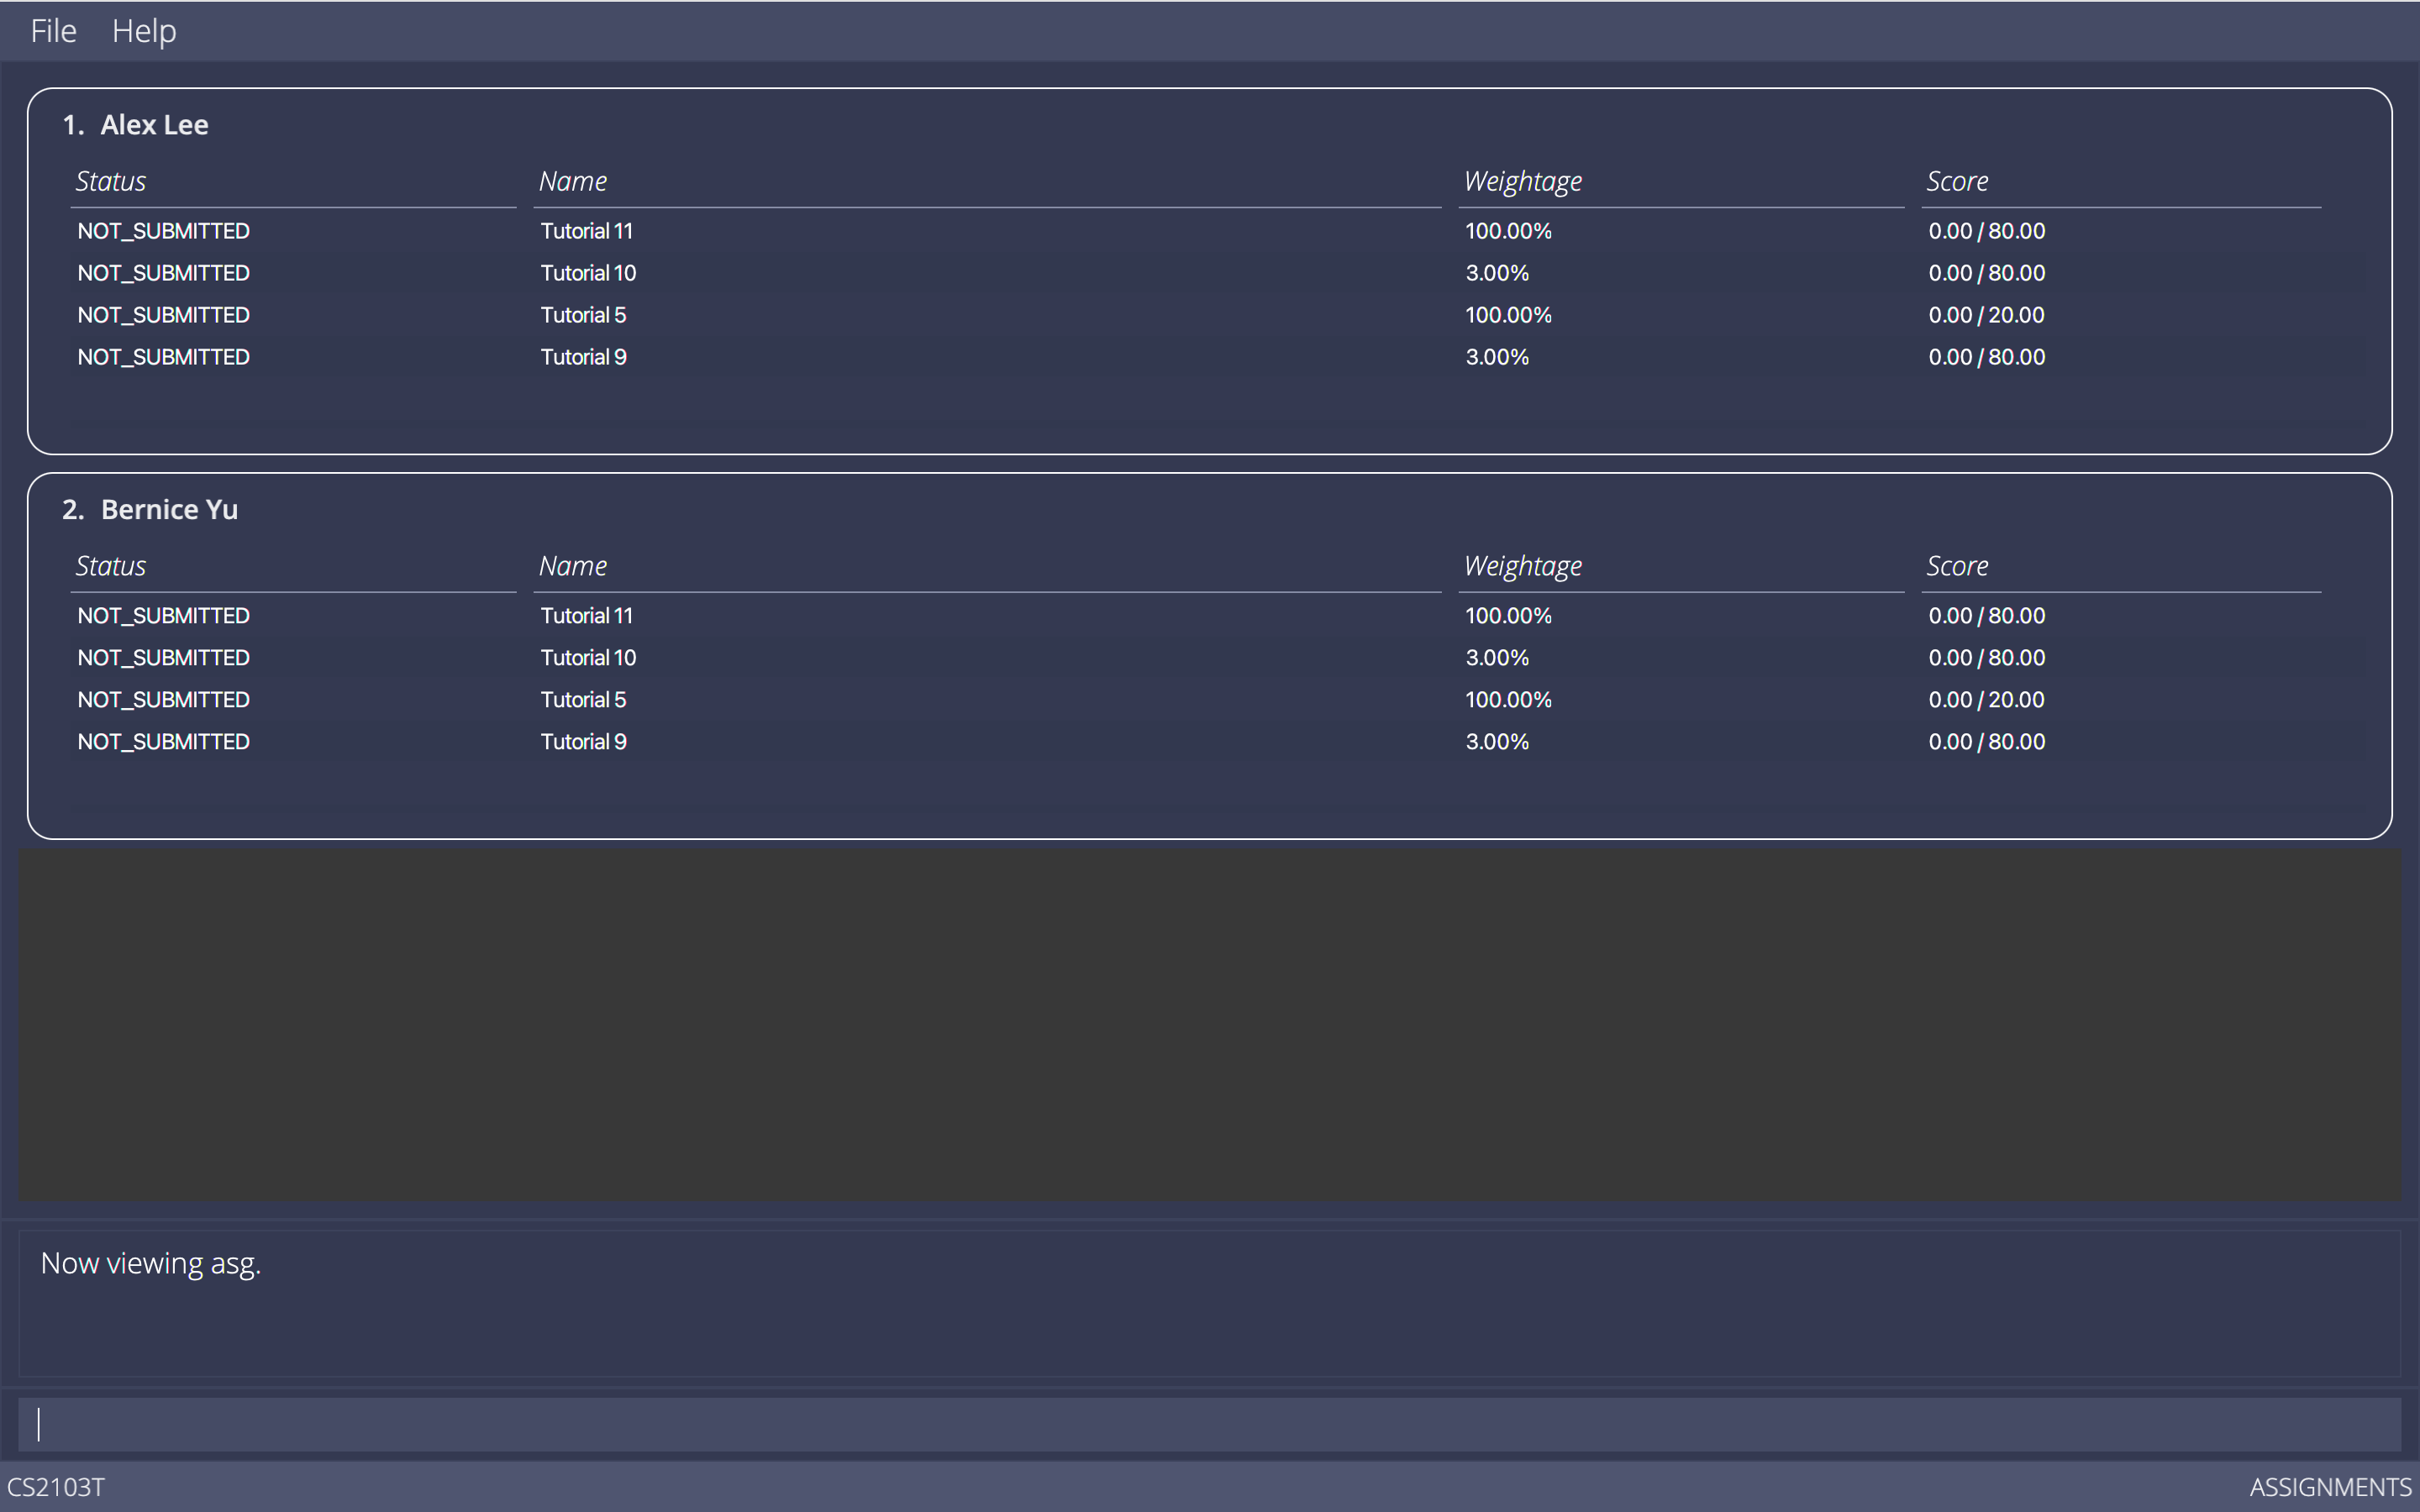 File Help
1. Alex Lee
Status Name Weightage Score
NOT_SUBMITTED Tutorial 11 100.00% 0.00 / 80.00
NOT_SUBMITTED Tutorial 10 3.00% 0.00 / 80.00
NOT_SUBMITTED Tutorial 5 100.00% 0.00 / 20.00
NOT_SUBMITTED Tutorial 9 3.00% 0.00 / 80.00
2. Bernice Yu
Status Name Weightage Score
NOT_SUBMITTED Tutorial 11 100.00% 0.00 / 80.00
NOT_SUBMITTED Tutorial 10 3.00% 0.00 / 80.00
NOT_SUBMITTED Tutorial 5 100.00% 0.00 / 20.00
NOT_SUBMITTED Tutorial 9 3.00% 0.00 / 80.00
Now viewing asg.
CS2103T ASSIGNMENTS